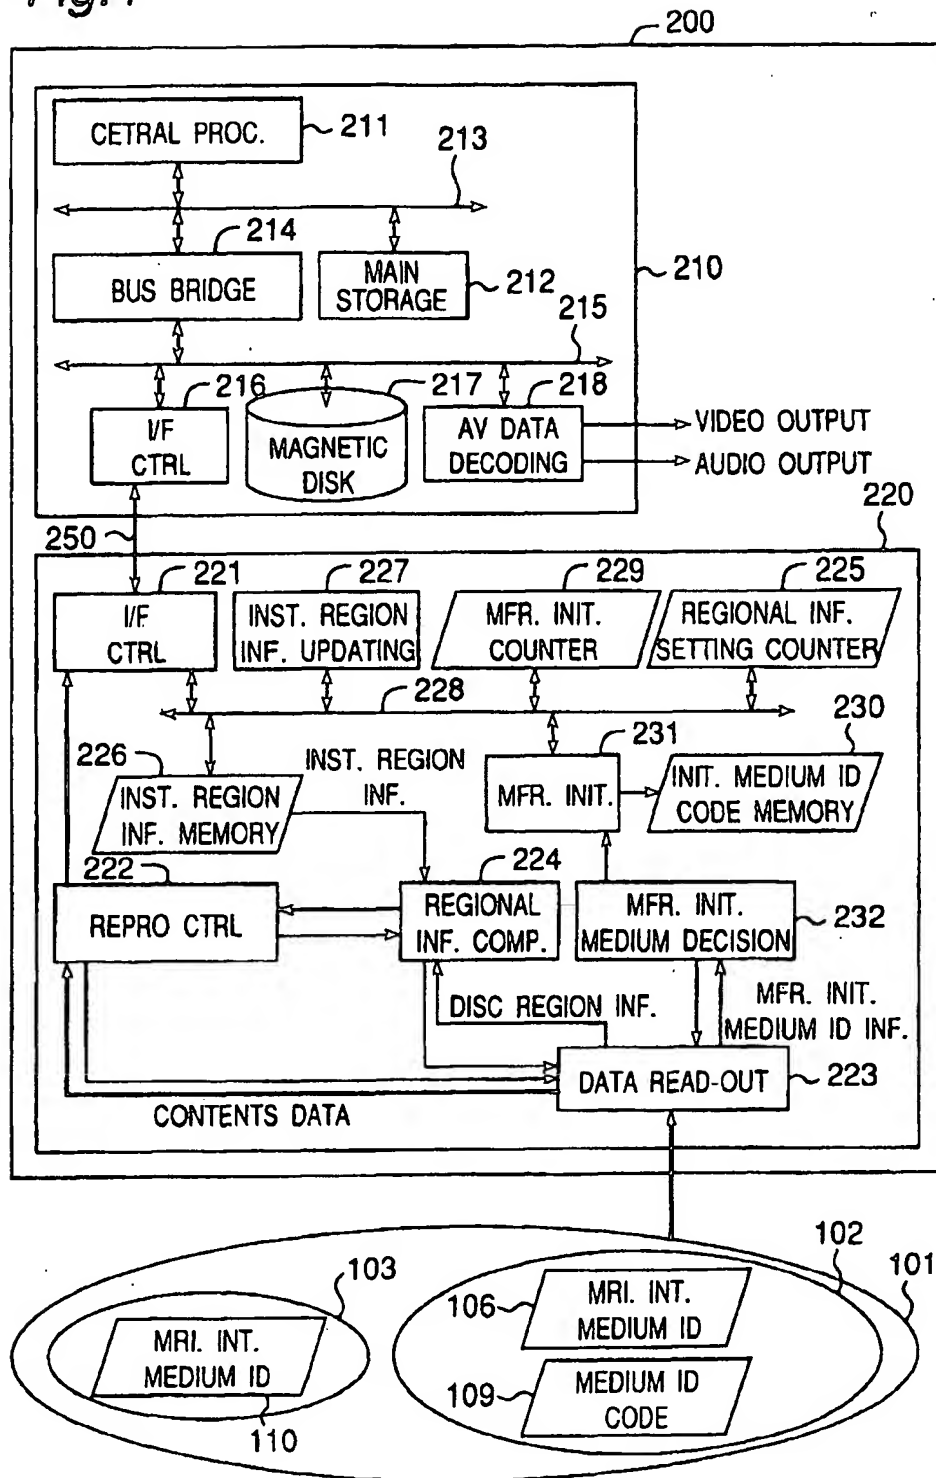 200
CETRAL PROC.
211
213
214
BUS BRIDGE
MAIN
STORAGE
212
210
215
216
217
218
I/F
CTRL
MAGNETIC
DISK
AV DATA
DECODING
VIDEO OUTPUT
AUDIO OUTPUT
250
220
221
227
229
225
I/F
CTRL
INST. REGION
INF. UPDATING
MFR. INIT.
COUNTER
REGIONAL INF.
SETTING COUNTER
228
230
231
226
INST. REGION
INF.
INST. REGION
INF. MEMORY
MFR. INIT.
INIT. MEDIUM ID
CODE MEMORY
222
224
REPRO CTRL
REGIONAL
INF. COMP.
MFR. INIT.
MEDIUM DECISION
232
DISC REGION INF.
MFR. INIT.
MEDIUM ID INF.
DATA READ-OUT
223
CONTENTS DATA
102
101
103
106
MRI. INT.
MEDIUM ID
MRI. INT.
MEDIUM ID
109
MEDIUM ID
CODE
110